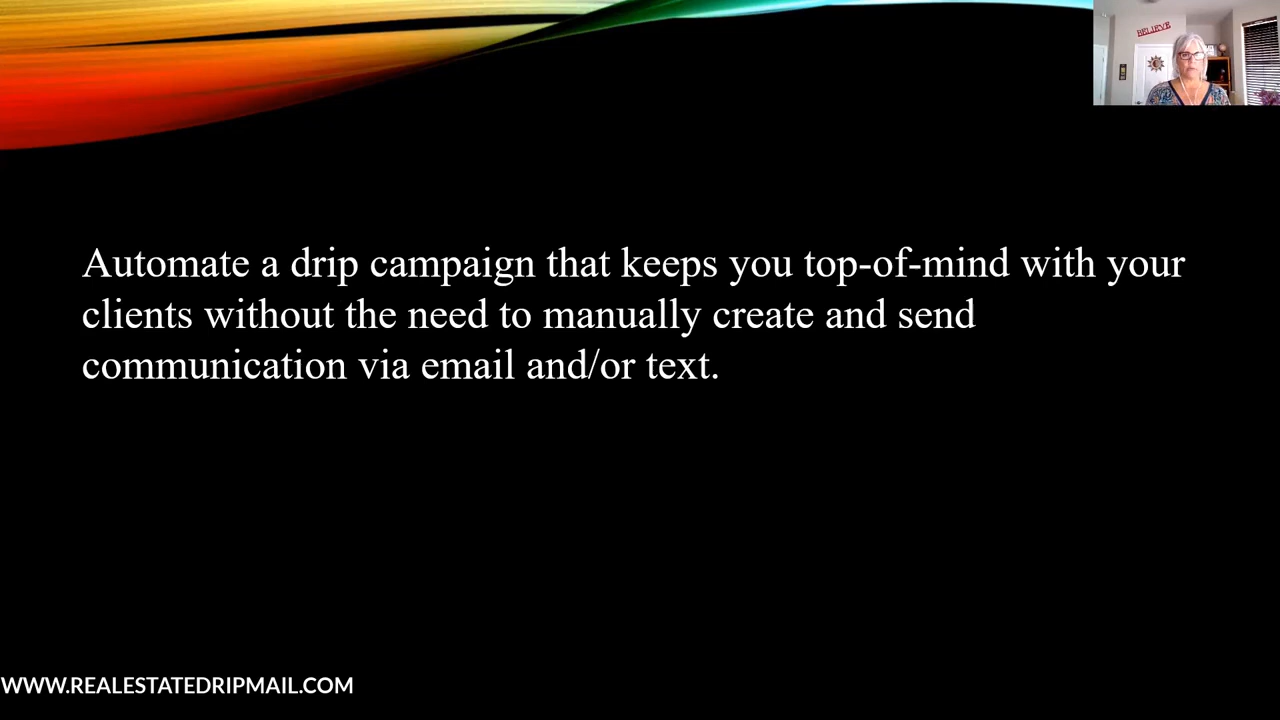 BELIEVE
Automate a drip campaign that keeps you top-of-mind with your
clients without the need to manually create and send
communication via email and/or text.
WWW.REALESTATEDRIPMAIL.COM